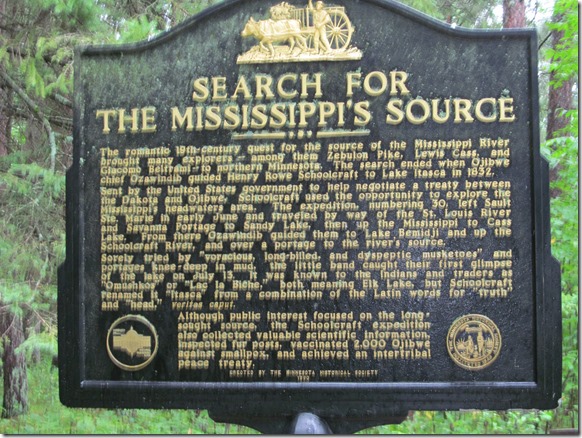 SEARCH FOR
THE MISSISSIPPI'S SOURCE
The romantic 19th-century quest for the source of the Mississippi River
brought many explorers – among them Zebulon Pike, Lewis Cass, and
Giacomo Beltrami – to northern Minnesota. The search ended when Ojibwe
chief Ozawindib guided Henry Rowe Schoolcraft to Lake Itasca in 1832.
Sent by the United States government to help negotiate a treaty between
the Dakota and Ojibwe, Schoolcraft used the opportunity to explore the
Mississippi headwaters area. The expedition, numbering 30, left Sault
Ste. Marie in early June and traveled by way of the St. Louis River
and Savanna Portage to Sandy Lake, then up the Mississippi to Cass
Lake. From there Ozawindib guided them to Lake Bemidji and up the
Schoolcraft River, and over a portage to the river's source.
Sorely tried by "voracious, long-billed, and dyspeptic musketoes" and
portages knee-deep in mud, the little band caught their first glimpse
of the lake on July 13. It was known to the Indians and traders as
Omushkos or Lac La Biche, both meaning Elk Lake, but Schoolcraft
renamed it "Itasca" from a combination of the Latin words for "truth"
and "head," veritas caput.
Although public interest focused on the long-
sought source, the Schoolcraft expedition
also collected valuable scientific information,
inspected fur posts, vaccinated 2,000 Ojibwe
against smallpox, and achieved an intertribal
peace treaty.
ERECTED BY THE MINNESOTA HISTORICAL SOCIETY